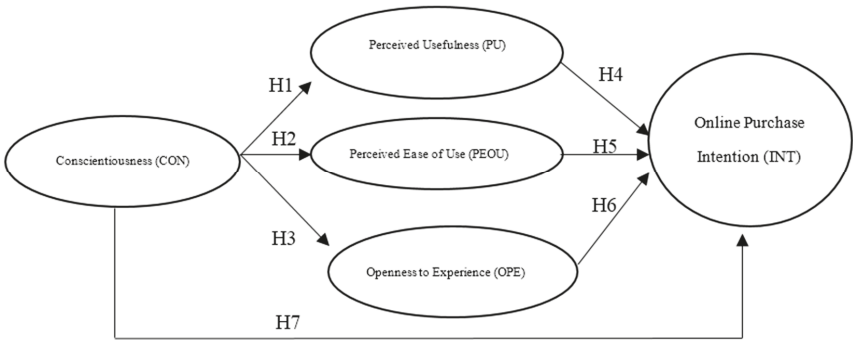 Perceived Usefulness (PU)
H1
H4
Online Purchase
Intention (INT)
Conscientiousness (CON)
H2
Perceived Ease of Use (PEOU)
H5
H3
H6
Openness to Experience (OPE)
H7